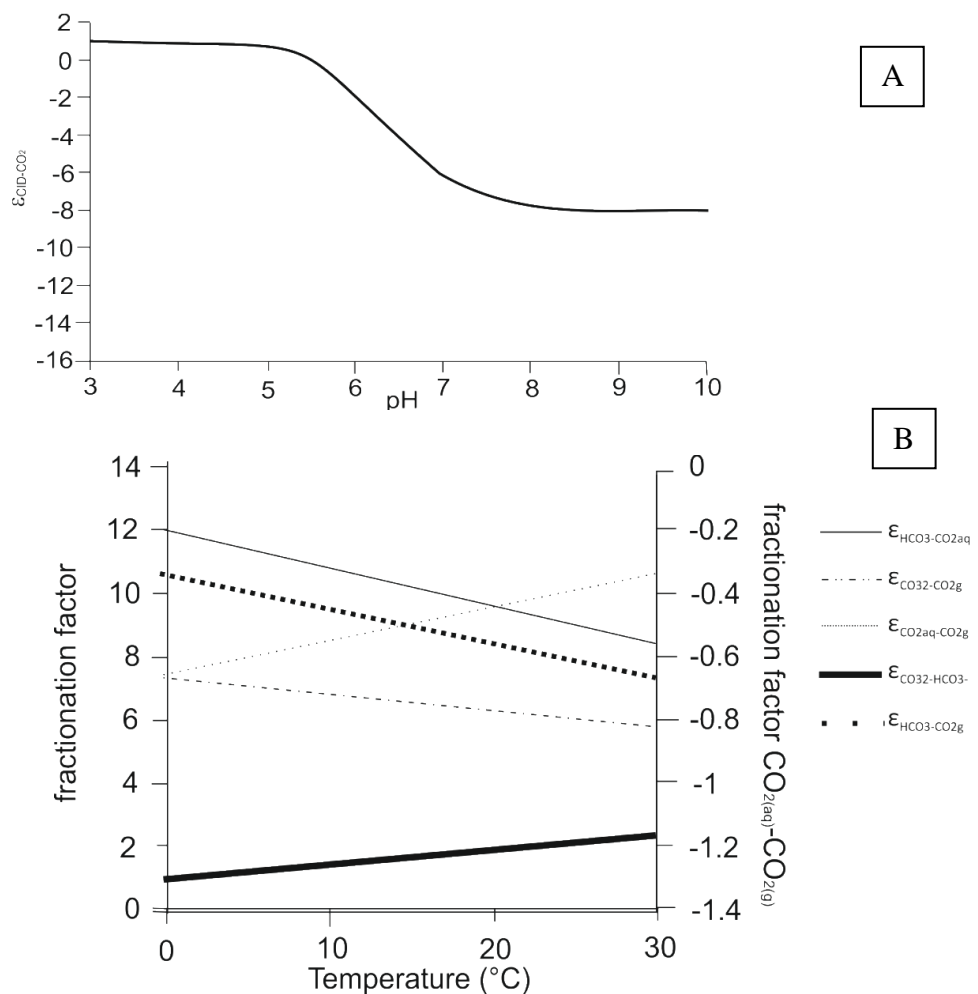 2
0
-2
-4
-6
-8
-10
-12
-14
-16
εCID-CO2
3 4 5 6 7 8 9 10
pH
A
B
14
12
10
8
6
4
2
0
fractionation factor
0
-0.2
-0.4
-0.6
-0.8
-1
-1.2
-1.4
fractionation factor CO2(aq)-CO2(g)
0 10 20 30
Temperature (°C)
εHCO3-CO2aq
εCO32-CO2g
εCO2aq-CO2g
εCO32-HCO3-
εHCO3-CO2g